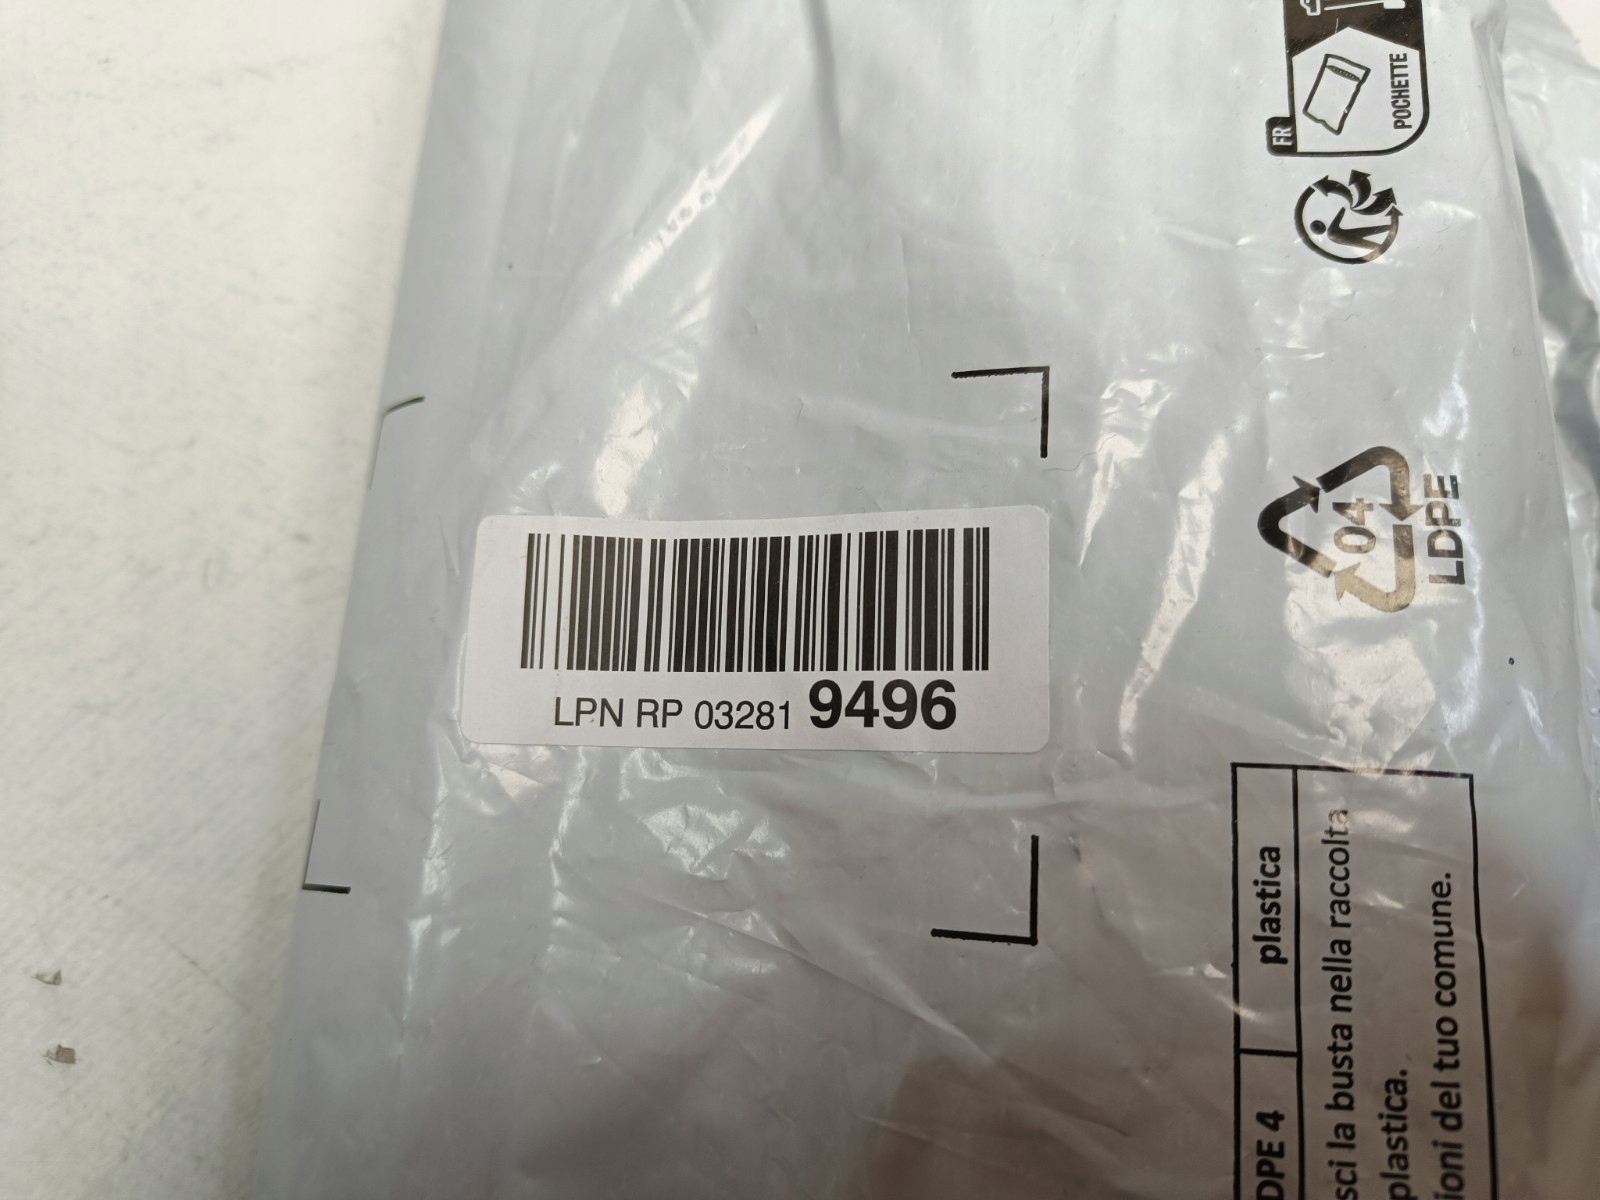 FR
POCHETTE
04
LDPE
LPN RP 03281 9496
DPE 4
plastica
sci la busta nella raccolta
plastica.
ioni del tuo comune.